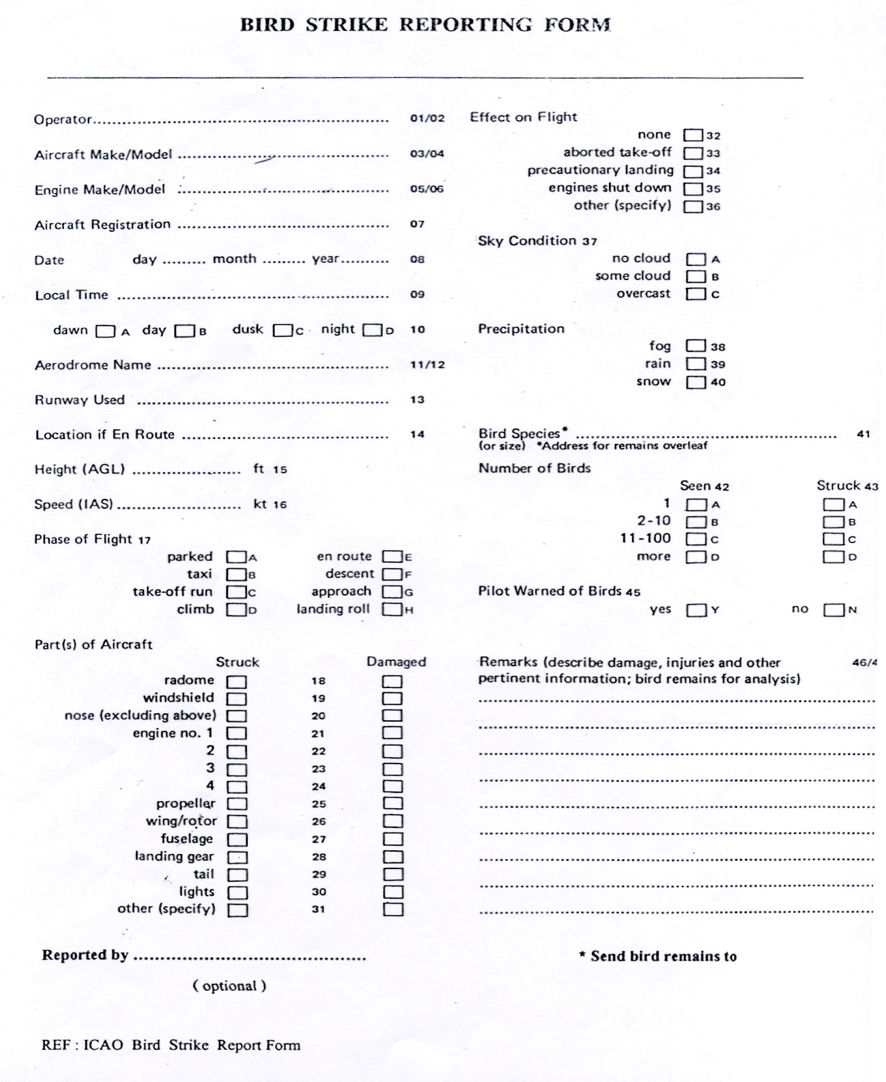 BIRD STRIKE REPORTING FORM
Operator........................................................ 01/02
Aircraft Make/Model ........................................ 03/04
Engine Make/Model ........................................ 05/06
Aircraft Registration ........................................ 07
Date day ......... month ......... year.......... 08
Local Time .................................................... 09
dawn A day B dusk C night D 10
Aerodrome Name ............................................ 11/12
Runway Used ................................................ 13
Location if En Route ....................................... 14
Height (AGL) ..................... ft 15
Speed (IAS)........................ kt 16
Phase of Flight 17
parked A en route E
taxi B descent F
take-off run C approach G
climb D landing roll H
Part(s) of Aircraft
Struck Damaged
radome 18
windshield 19
nose (excluding above) 20
engine no. 1 21
2 22
3 23
4 24
propellar 25
wing/rotor 26
fuselage 27
landing gear 28
tail 29
lights 30
other (specify) 31
Effect on Flight
none 32
aborted take-off 33
precautionary landing 34
engines shut down 35
other (specify) 36
Sky Condition 37
no cloud A
some cloud B
overcast C
Precipitation
fog 38
rain 39
snow 40
Bird Species* .................................................. 41
(or size) *Address for remains overleaf
Number of Birds
Seen 42 Struck 43
1 A A
2-10 B B
11-100 C C
more D D
Pilot Warned of Birds 45
yes Y no N
Remarks (describe damage, injuries and other 46/4
pertinent information; bird remains for analysis)
Reported by ...........................................
( optional )
* Send bird remains to
REF : ICAO Bird Strike Report Form